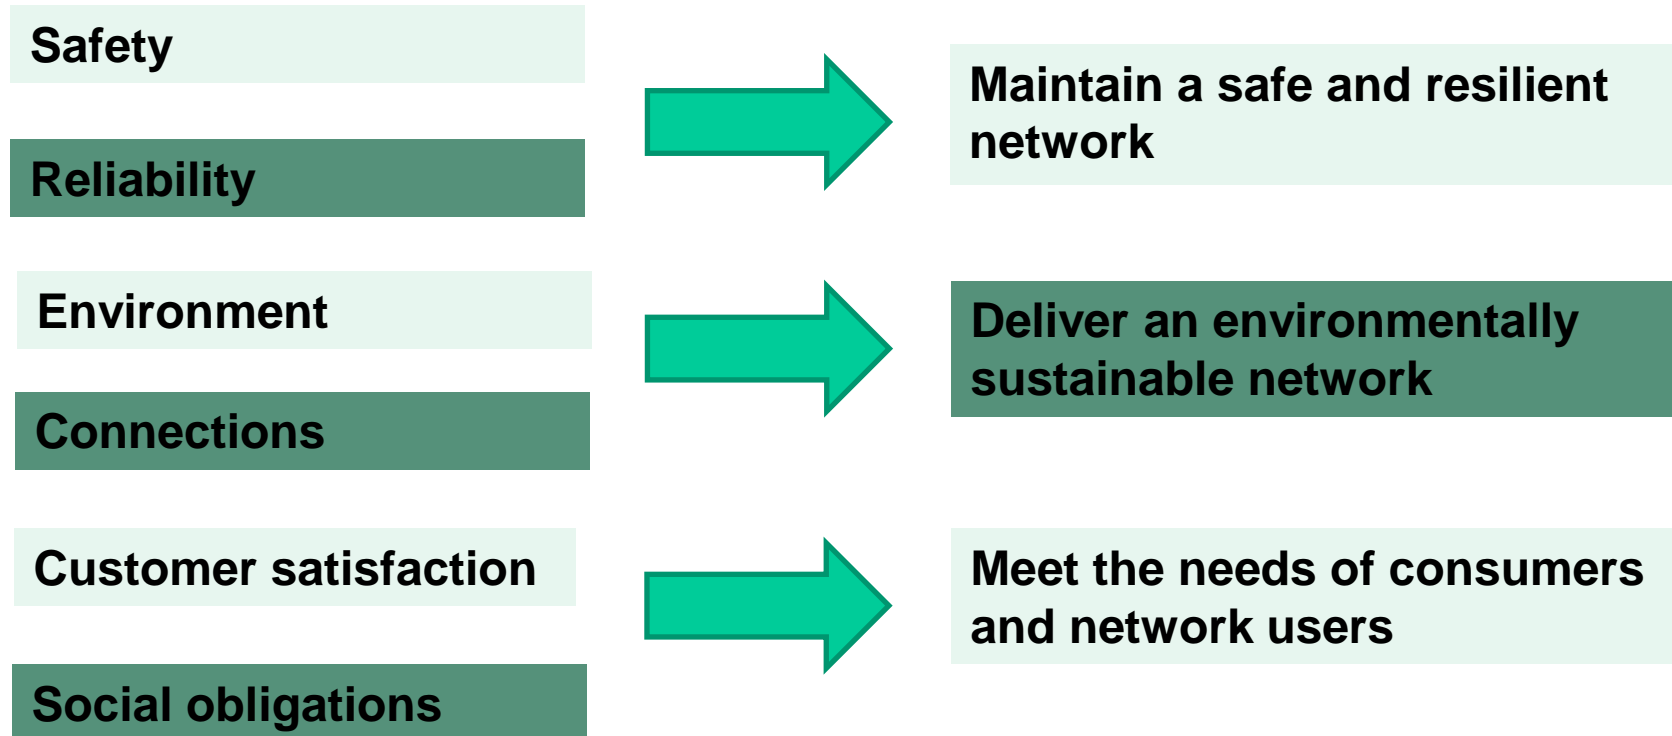 Safety
Reliability
Maintain a safe and resilient
network
Environment
Connections
Deliver an environmentally
sustainable network
Customer satisfaction
Social obligations
Meet the needs of consumers
and network users